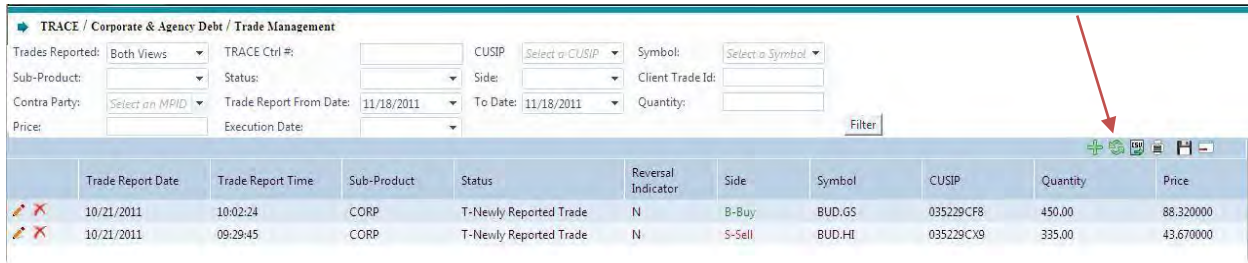 TRACE / Corporate & Agency Debt / Trade Management
Trades Reported: Both Views TRACE Ctrl #: CUSIP Select a CUSIP Symbol: Select a Symbol
Sub-Product: Status: Side: Client Trade Id:
Contra Party: Select an MPID Trade Report From Date: 11/18/2011 To Date: 11/18/2011 Quantity:
Price: Execution Date: Filter
CSV
Trade Report Date Trade Report Time Sub-Product Status Reversal Indicator Side Symbol CUSIP Quantity Price
10/21/2011 10:02:24 CORP T-Newly Reported Trade N B-Buy BUD.GS 035229CF8 450.00 88.320000
10/21/2011 09:29:45 CORP T-Newly Reported Trade N S-Sell BUD.HI 035229CX9 335.00 43.670000